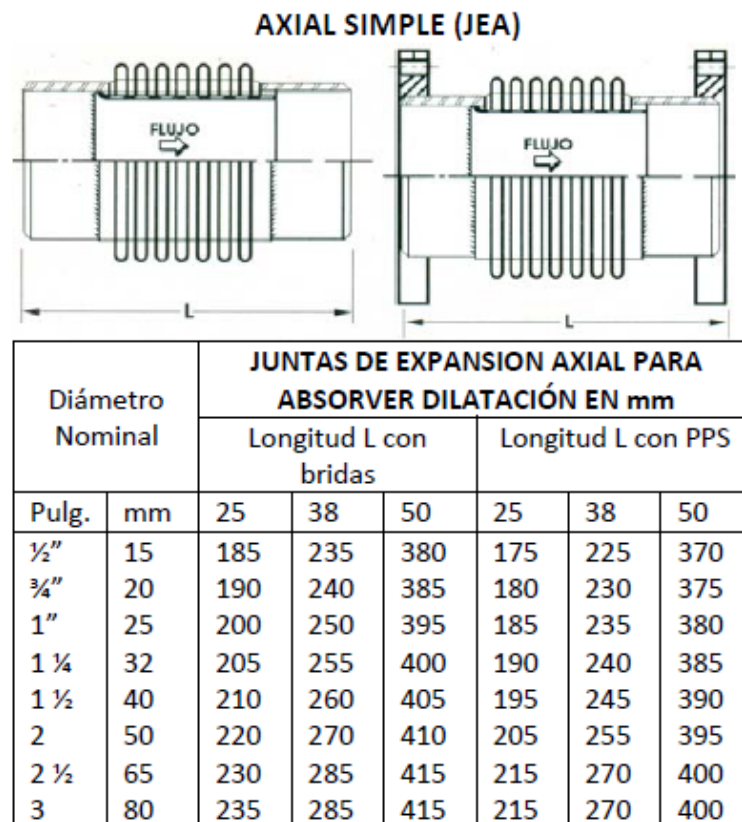 AXIAL SIMPLE (JEA)
FLUJO
FLUJO
L
L
Diámetro Nominal
JUNTAS DE EXPANSION AXIAL PARA
ABSORVER DILATACIÓN EN mm
Longitud L con bridas
Longitud L con PPS
Pulg. mm 25 38 50 25 38 50
½” 15 185 235 380 175 225 370
¾” 20 190 240 385 180 230 375
1” 25 200 250 395 185 235 380
1 ¼ 32 205 255 400 190 240 385
1 ½ 40 210 260 405 195 245 390
2 50 220 270 410 205 255 395
2 ½ 65 230 285 415 215 270 400
3 80 235 285 415 215 270 400